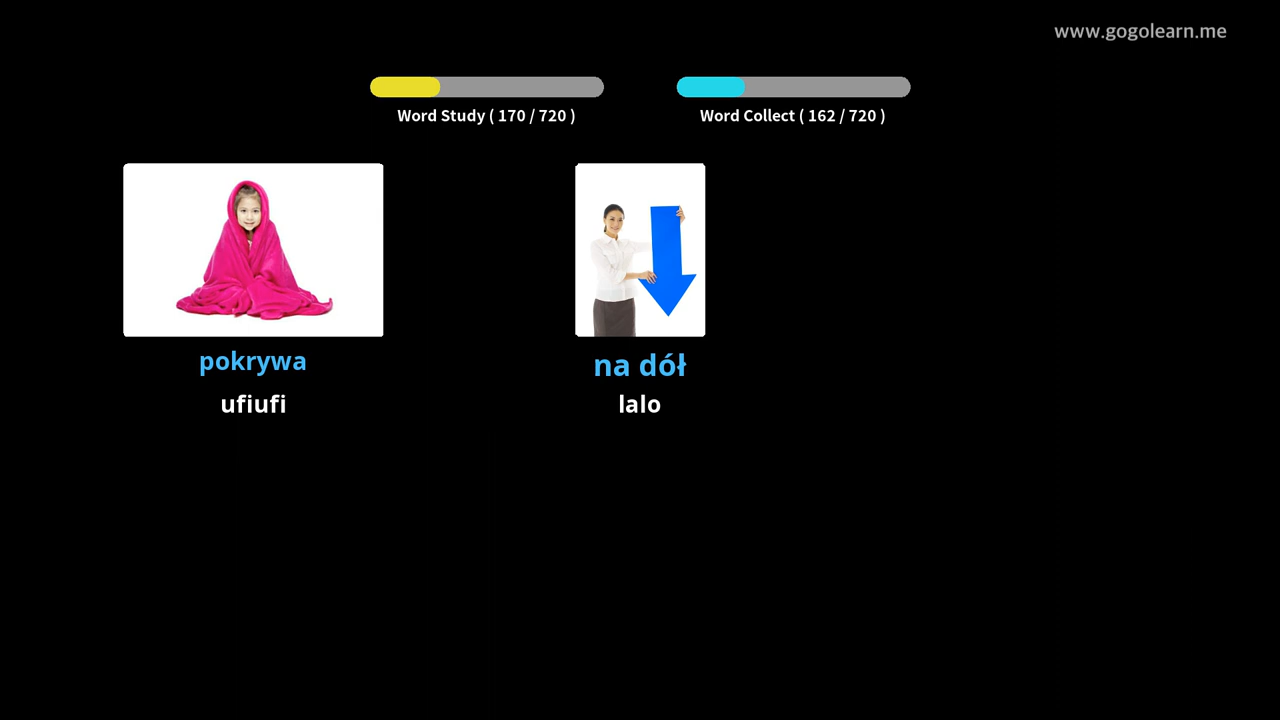 www.gogolearn.me
Word Study ( 170 / 720 )
Word Collect ( 162 / 720 )
pokrywa
na dół
ufiufi
lalo